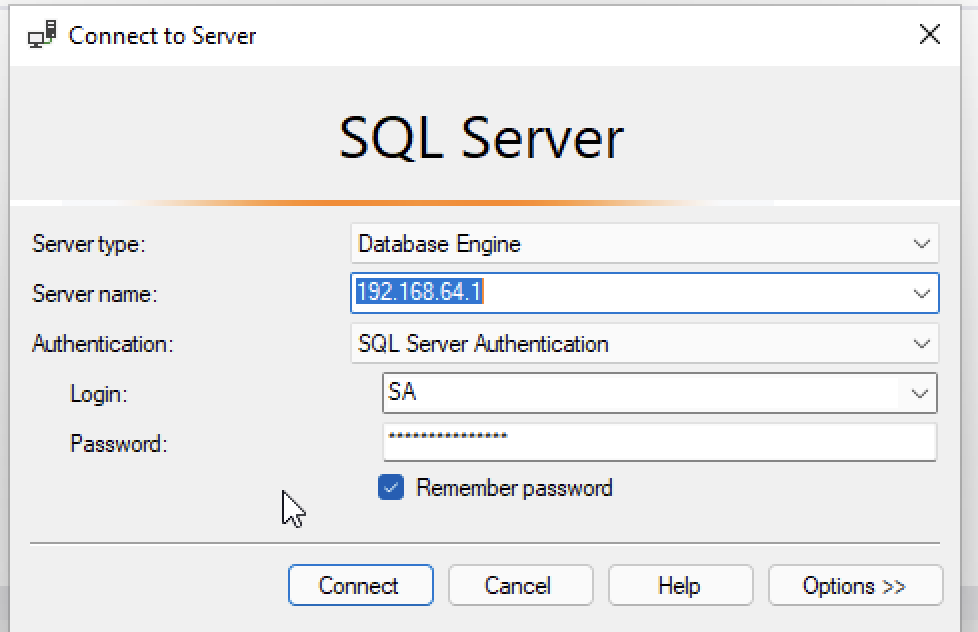 Connect to Server
SQL Server
Server type: Database Engine
Server name: 192.168.64.1
Authentication: SQL Server Authentication
Login: SA
Password: ***************
Remember password
Connect Cancel Help Options >>